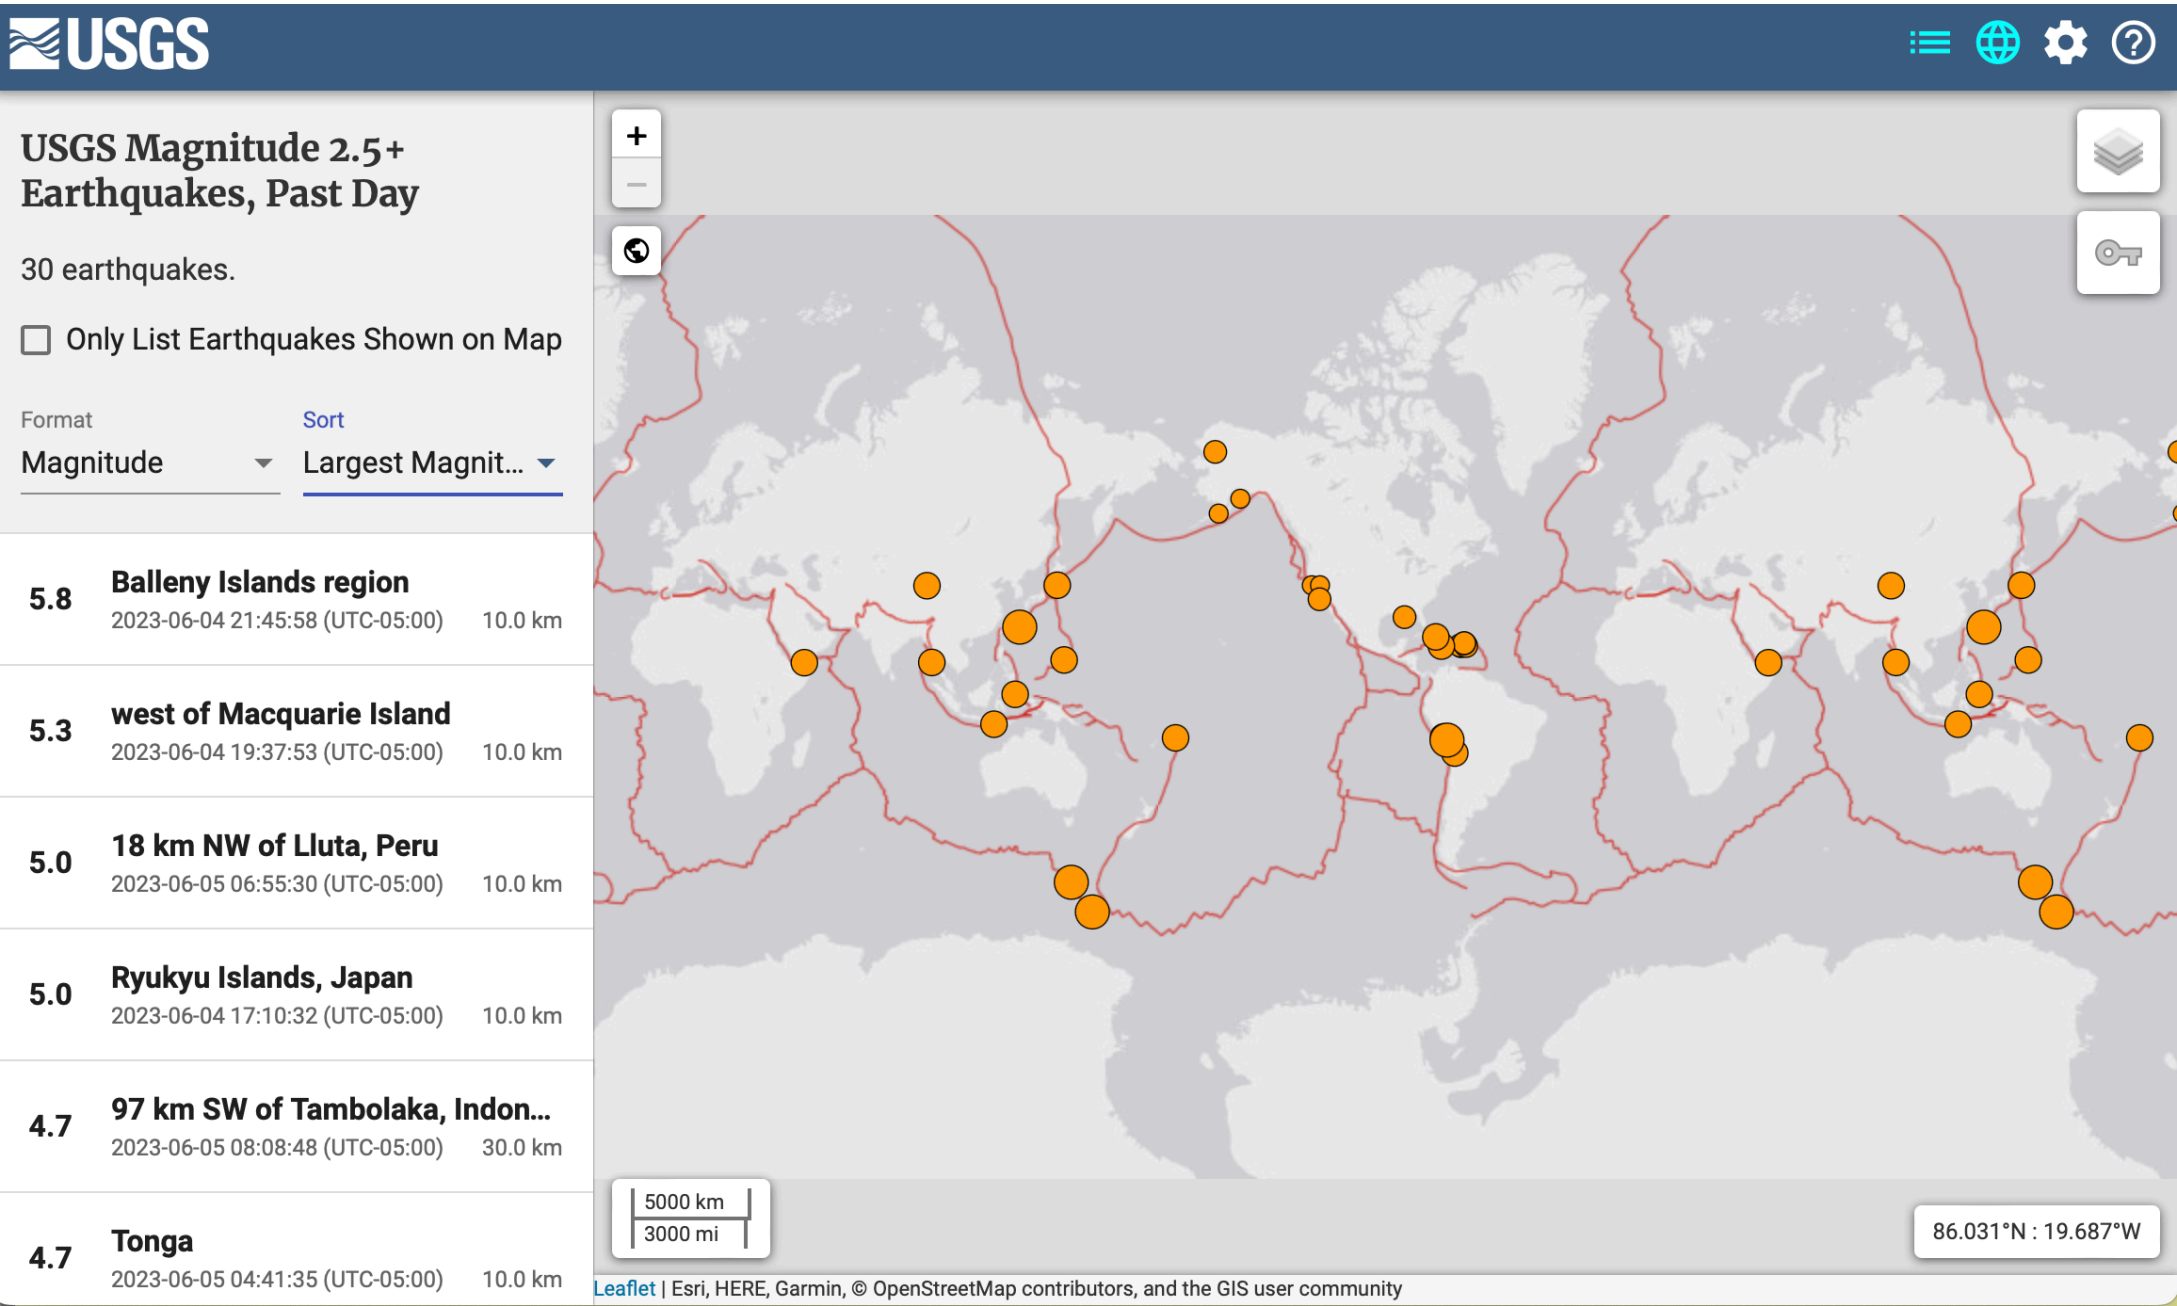 USGS
USGS Magnitude 2.5+
Earthquakes, Past Day
30 earthquakes.
Only List Earthquakes Shown on Map
Format
Sort
Magnitude
Largest Magnit...
5.8
Balleny Islands region
2023-06-04 21:45:58 (UTC-05:00) 10.0 km
5.3
west of Macquarie Island
2023-06-04 19:37:53 (UTC-05:00) 10.0 km
5.0
18 km NW of Lluta, Peru
2023-06-05 06:55:30 (UTC-05:00) 10.0 km
5.0
Ryukyu Islands, Japan
2023-06-04 17:10:32 (UTC-05:00) 10.0 km
4.7
97 km SW of Tambolaka, Indon...
2023-06-05 08:08:48 (UTC-05:00) 30.0 km
4.7
Tonga
2023-06-05 04:41:35 (UTC-05:00) 10.0 km
+
−
5000 km
3000 mi
86.031°N : 19.687°W
Leaflet | Esri, HERE, Garmin, © OpenStreetMap contributors, and the GIS user community